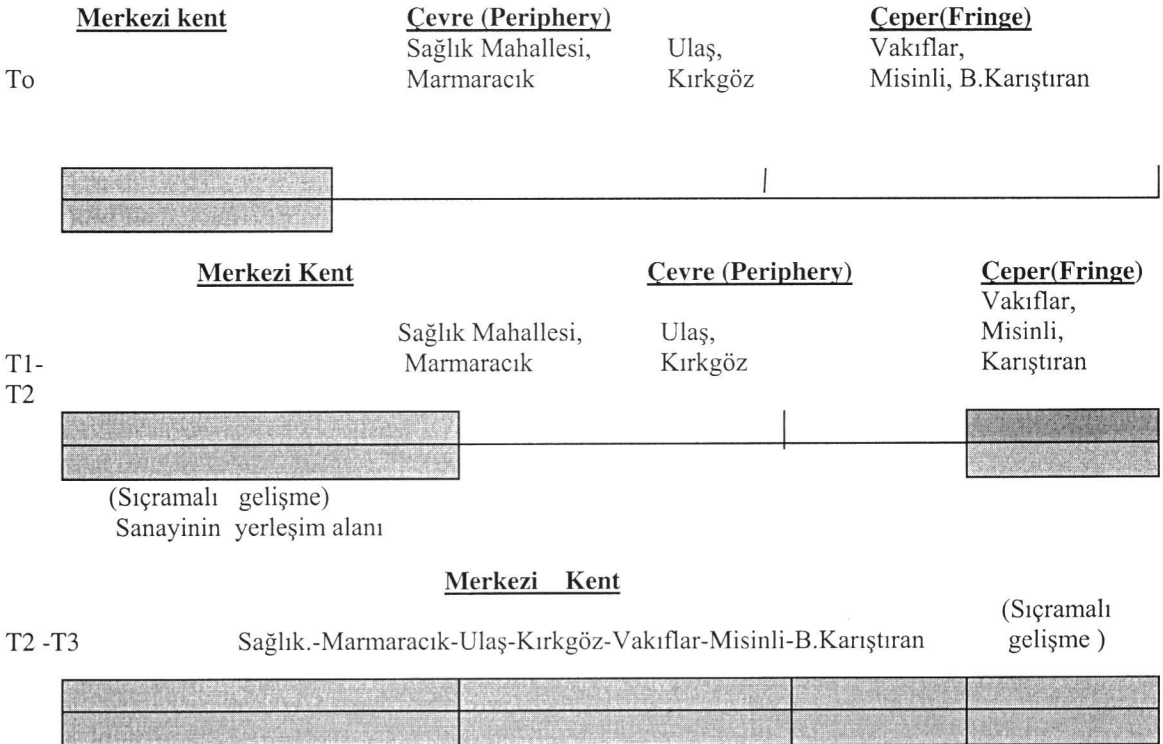 Merkezi kent Çevre (Periphery) Çeper(Fringe)
Sağlık Mahallesi, Ulaş, Vakıflar,
To Marmaracık Kırkgöz Misinli, B.Karıştıran
Merkezi Kent Çevre (Periphery) Çeper(Fringe)
Vakıflar,
Sağlık Mahallesi, Ulaş, Misinli,
T1- Marmaracık Kırkgöz Karıştıran
T2
(Sıçramalı gelişme)
Sanayinin yerleşim alanı
Merkezi Kent
(Sıçramalı
T2 -T3 Sağlık.-Marmaracık-Ulaş-Kırkgöz-Vakıflar-Misinli-B.Karıştıran gelişme )